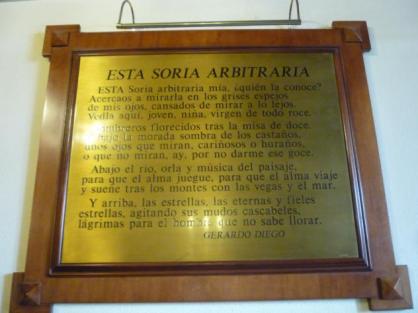 ESTA SORIA ARBITRARIA
ESTA Soria arbitraria mía, ¿quién la conoce?
Acercaos a mirarla en los grises espejos
de mis ojos, cansados de mirar a lo lejos.
Vedla aquí, joven, niña, virgen de todo roce.
Sombreros florecidos tras la misa de doce.
Bajo la morada sombra de los castaños,
unos ojos que miran, cariñosos o huraños,
o que no miran, ay, por no darme ese goce.
Abajo el río, orla y música del paisaje,
para que el alma juegue, para que el alma viaje
y sueñe tras los montes con las vegas y el mar.
Y arriba, las estrellas, las eternas y fieles
estrellas, agitando sus mudos cascabeles,
lágrimas para el hombre que no sabe llorar.
GERARDO DIEGO